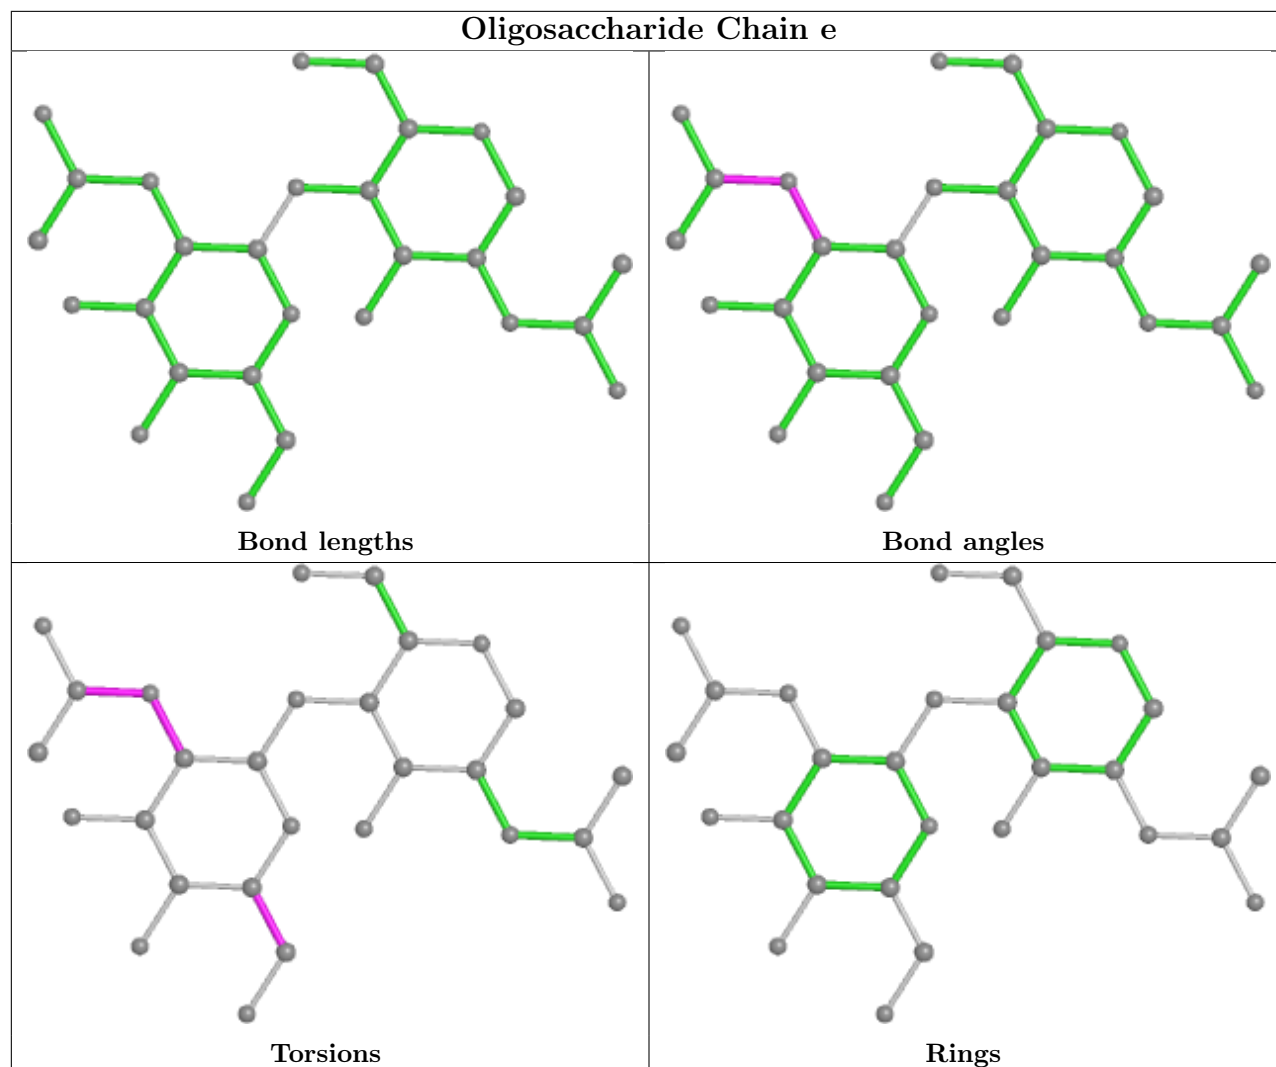 Oligosaccharide Chain e
Bond lengths
Bond angles
Torsions
Rings